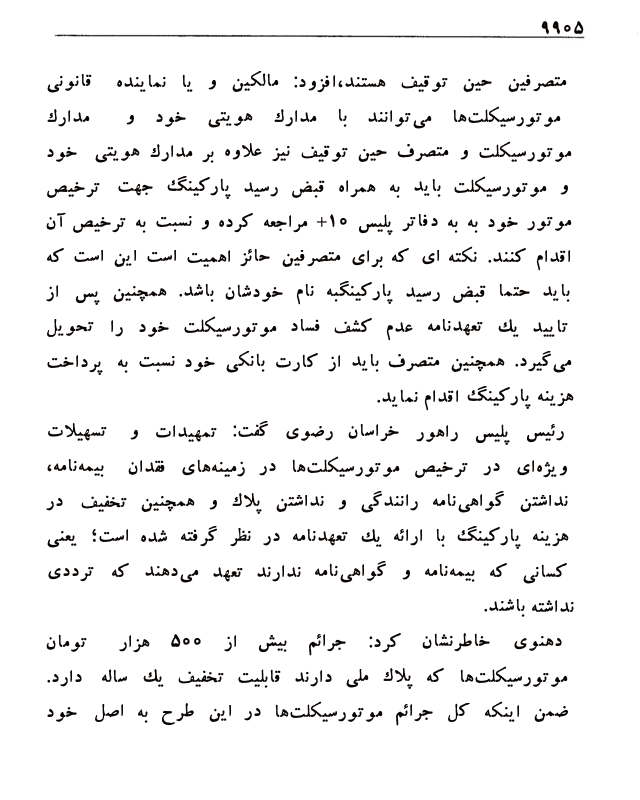 ۹۹۰۵
متصرفین حین توقیف هستند،افزود: مالکین و یا نماینده قانونی
موتورسیکلت‌ها می‌توانند با مدارك هویتی خود و مدارك
موتورسیکلت و متصرف حین توقیف نیز علاوه بر مدارك هویتی خود
و موتورسیکلت باید به همراه قبض رسید پارکینگ جهت ترخیص
موتور خود به به دفاتر پلیس ۱۰+ مراجعه کرده و نسبت به ترخیص آن
اقدام کنند. نکته ای که برای متصرفین حائز اهمیت است این است که
باید حتما قبض رسید پارکینگبه نام خودشان باشد. همچنین پس از
تایید یك تعهدنامه عدم کشف فساد موتورسیکلت خود را تحویل
می‌گیرد. همچنین متصرف باید از کارت بانکی خود نسبت به پرداخت
هزینه پارکینگ اقدام نماید.
رئیس پلیس راهور خراسان رضوی گفت: تمهیدات و تسهیلات
ویژه‌ای در ترخیص موتورسیکلت‌ها در زمینه‌های فقدان بیمه‌نامه،
نداشتن گواهی‌نامه رانندگی و نداشتن پلاك و همچنین تخفیف در
هزینه پارکینگ با ارائه یك تعهدنامه در نظر گرفته شده است؛ یعنی
کسانی که بیمه‌نامه و گواهی‌نامه ندارند تعهد می‌دهند که ترددی
نداشته باشند.
دهنوی خاطرنشان کرد: جرائم بیش از ۵۰۰ هزار تومان
موتورسیکلت‌ها که پلاك ملی دارند قابلیت تخفیف یك ساله دارد.
ضمن اینکه کل جرائم موتورسیکلت‌ها در این طرح به اصل خود